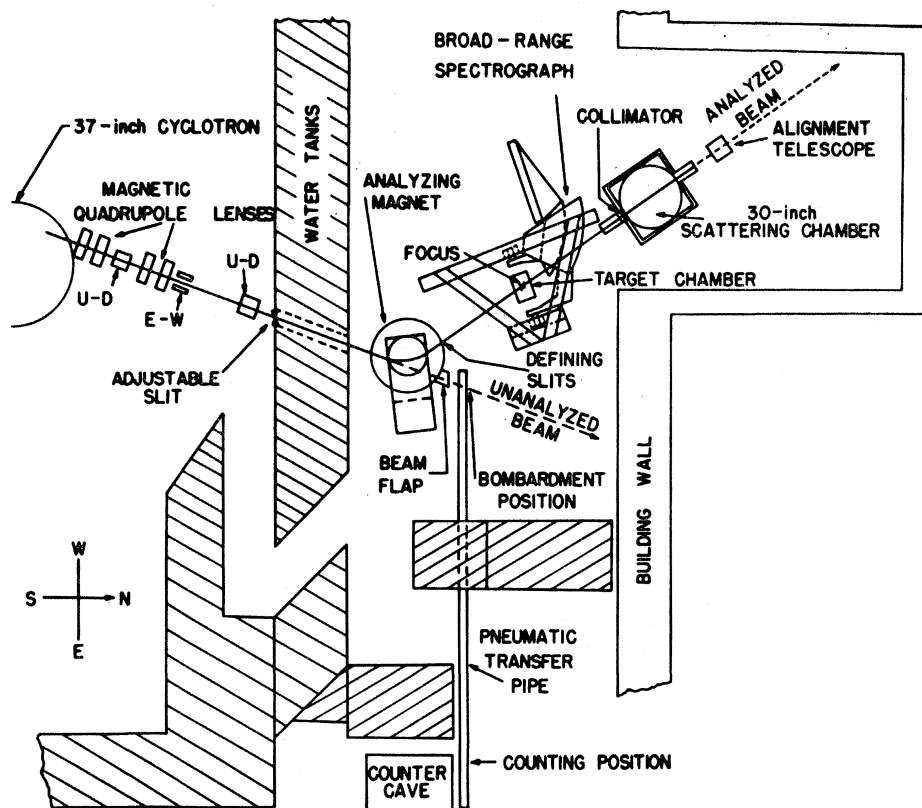 BROAD-RANGE
SPECTROGRAPH
37-inch CYCLOTRON
WATER TANKS
COLLIMATOR
ANALYZED
BEAM
ALIGNMENT
TELESCOPE
MAGNETIC
QUADRUPOLE LENSES
ANALYZING
MAGNET
30-inch
SCATTERING CHAMBER
FOCUS
U-D
TARGET CHAMBER
U-D
E-W
ADJUSTABLE
SLIT
DEFINING
SLITS
UNANALYZED
BEAM
BEAM
FLAP
BOMBARDMENT
POSITION
BUILDING WALL
W
S N
E
PNEUMATIC
TRANSFER
PIPE
COUNTING POSITION
COUNTER
CAVE